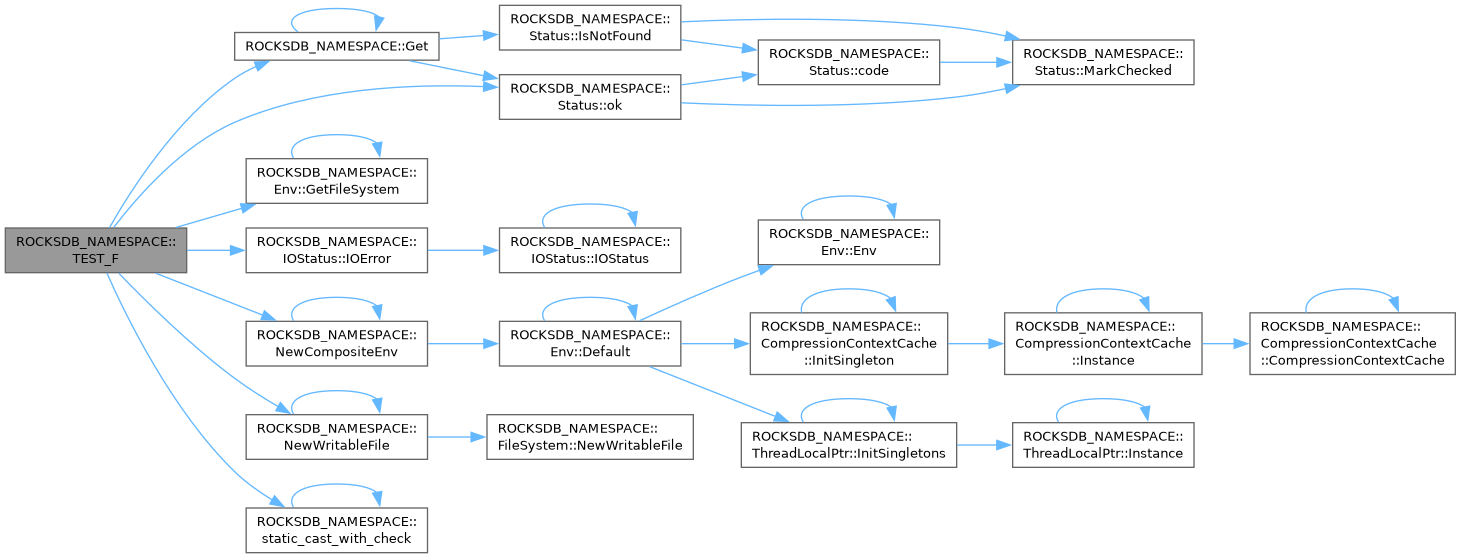 ROCKSDB_NAMESPACE::
TEST_F
ROCKSDB_NAMESPACE::Get
ROCKSDB_NAMESPACE::
Status::IsNotFound
ROCKSDB_NAMESPACE::
Status::code
ROCKSDB_NAMESPACE::
Status::MarkChecked
ROCKSDB_NAMESPACE::
Status::ok
ROCKSDB_NAMESPACE::
Env::GetFileSystem
ROCKSDB_NAMESPACE::
IOStatus::IOError
ROCKSDB_NAMESPACE::
IOStatus::IOStatus
ROCKSDB_NAMESPACE::
NewCompositeEnv
ROCKSDB_NAMESPACE::
Env::Default
ROCKSDB_NAMESPACE::
Env::Env
ROCKSDB_NAMESPACE::
CompressionContextCache
::InitSingleton
ROCKSDB_NAMESPACE::
CompressionContextCache
::Instance
ROCKSDB_NAMESPACE::
CompressionContextCache
::CompressionContextCache
ROCKSDB_NAMESPACE::
ThreadLocalPtr::InitSingletons
ROCKSDB_NAMESPACE::
ThreadLocalPtr::Instance
ROCKSDB_NAMESPACE::
NewWritableFile
ROCKSDB_NAMESPACE::
FileSystem::NewWritableFile
ROCKSDB_NAMESPACE::
static_cast_with_check